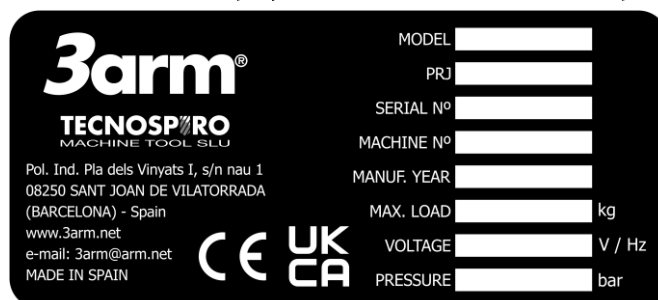 3arm®
TECNOSPIRO
MACHINE TOOL SLU
Pol. Ind. Pla dels Vinyats I, s/n nau 1
08250 SANT JOAN DE VILATORRADA
(BARCELONA) - Spain
www.3arm.net
e-mail: 3arm@arm.net
MADE IN SPAIN
CE
UK
CA
MODEL
PRJ
SERIAL Nº
MACHINE Nº
MANUF. YEAR
MAX. LOAD kg
VOLTAGE V / Hz
PRESSURE bar